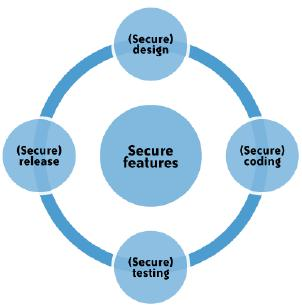 (Secure)
design
(Secure)
release
Secure
features
(Secure)
coding
(Secure)
testing